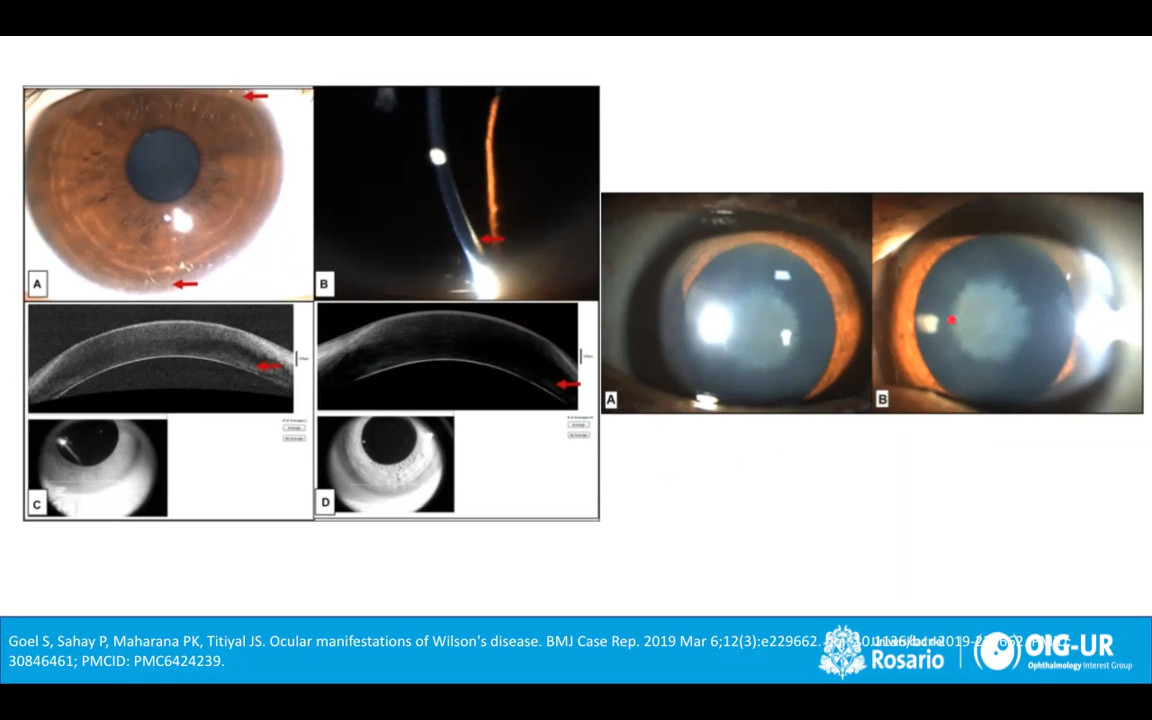 A
B
C
D
A
B
Goel S, Sahay P, Maharana PK, Titiyal JS. Ocular manifestations of Wilson's disease. BMJ Case Rep. 2019 Mar 6;12(3):e229662.
30846461; PMCID: PMC6424239.
Rosario
OIG-UR
Ophthalmology Interest Group